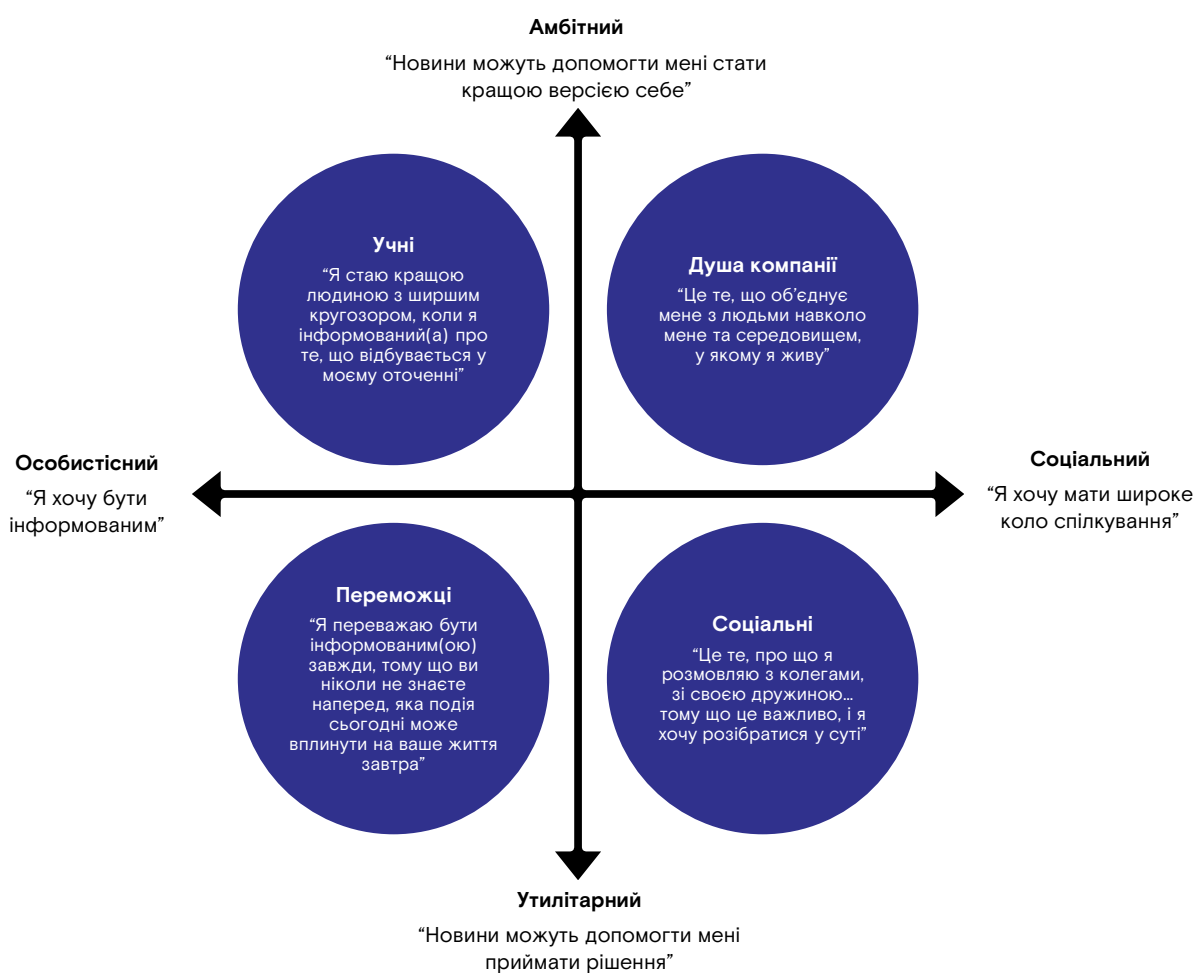 Амбітний
“Новини можуть допомогти мені стати
кращою версією себе”
Учні
“Я стаю кращою
людиною з ширшим
кругозором, коли я
інформований(а) про
те, що відбувається у
моєму оточенні”
Душа компанії
“Це те, що об’єднує
мене з людьми навколо
мене та середовищем,
у якому я живу”
Особистісний
“Я хочу бути
інформованим”
Соціальний
“Я хочу мати широке
коло спілкування”
Переможці
“Я переважаю бути
інформованим(ою)
завжди, тому що ви
ніколи не знаєте
наперед, яка подія
сьогодні може
вплинути на ваше життя
завтра”
Соціальні
“Це те, про що я
розмовляю з колегами,
зі своєю дружиною…
тому що це важливо, і я
хочу розібратися у суті”
Утилітарний
“Новини можуть допомогти мені
приймати рішення”